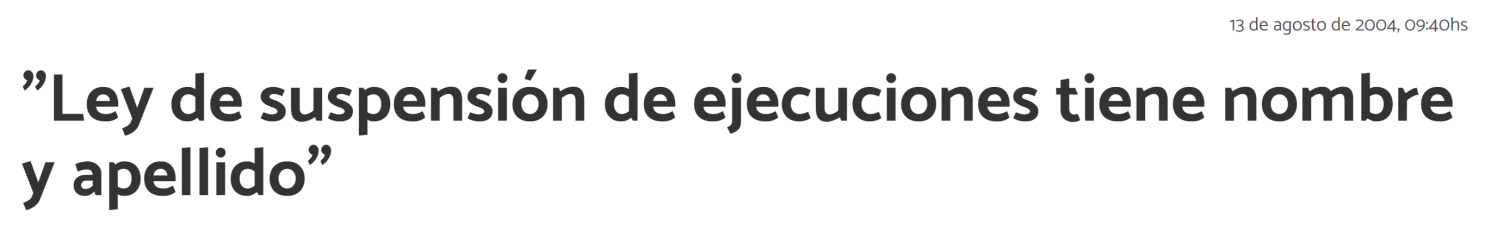 13 de agosto de 2004, 09:40hs
”Ley de suspensión de ejecuciones tiene nombre
y apellido”